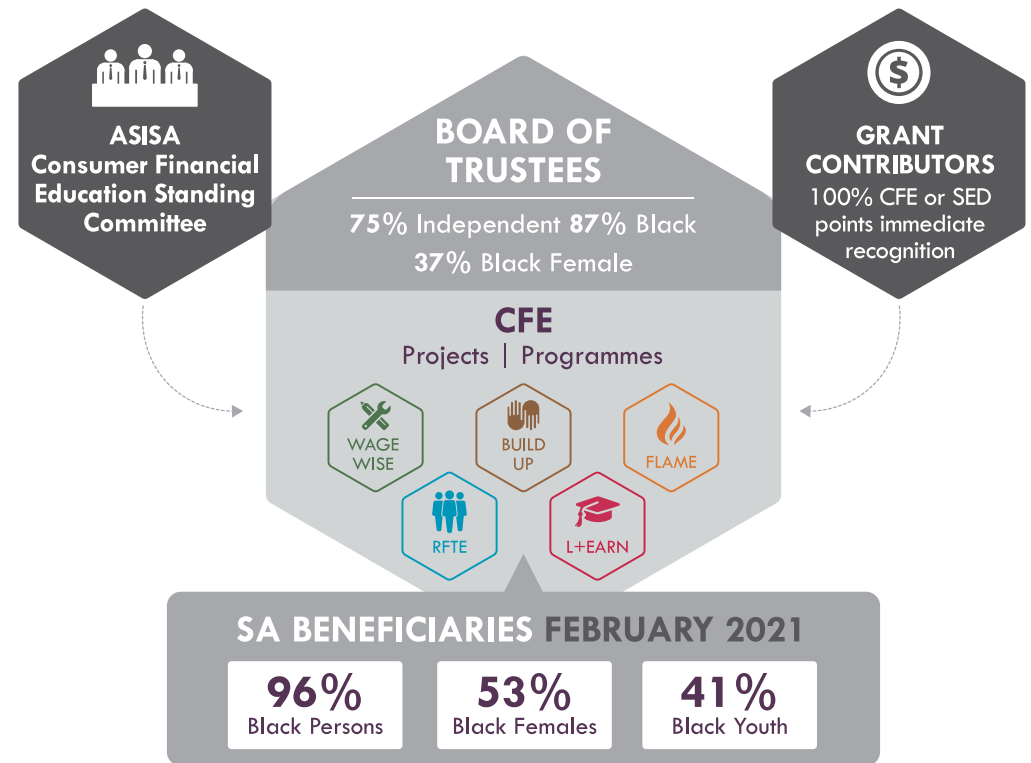 ASISA
Consumer Financial
Education Standing
Committee
BOARD OF
TRUSTEES
75% Independent 87% Black
37% Black Female
$
GRANT
CONTRIBUTORS
100% CFE or SED
points immediate
recognition
CFE
Projects | Programmes
WAGE
WISE
BUILD
UP
FLAME
RFTE
L+EARN
SA BENEFICIARIES FEBRUARY 2021
96%
Black Persons
53%
Black Females
41%
Black Youth